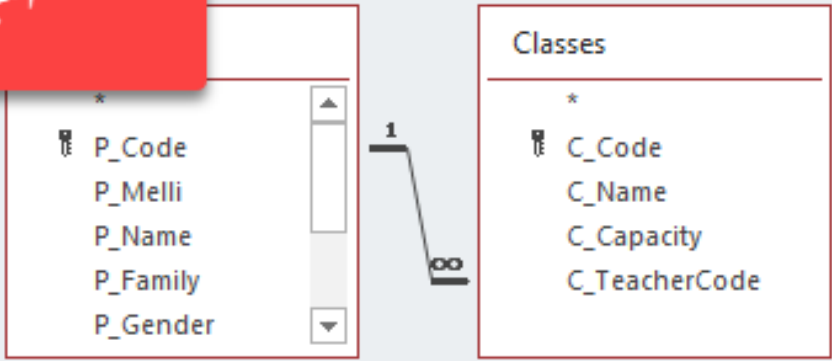 *
P_Code
P_Melli
P_Name
P_Family
P_Gender
1
∞
Classes
*
C_Code
C_Name
C_Capacity
C_TeacherCode